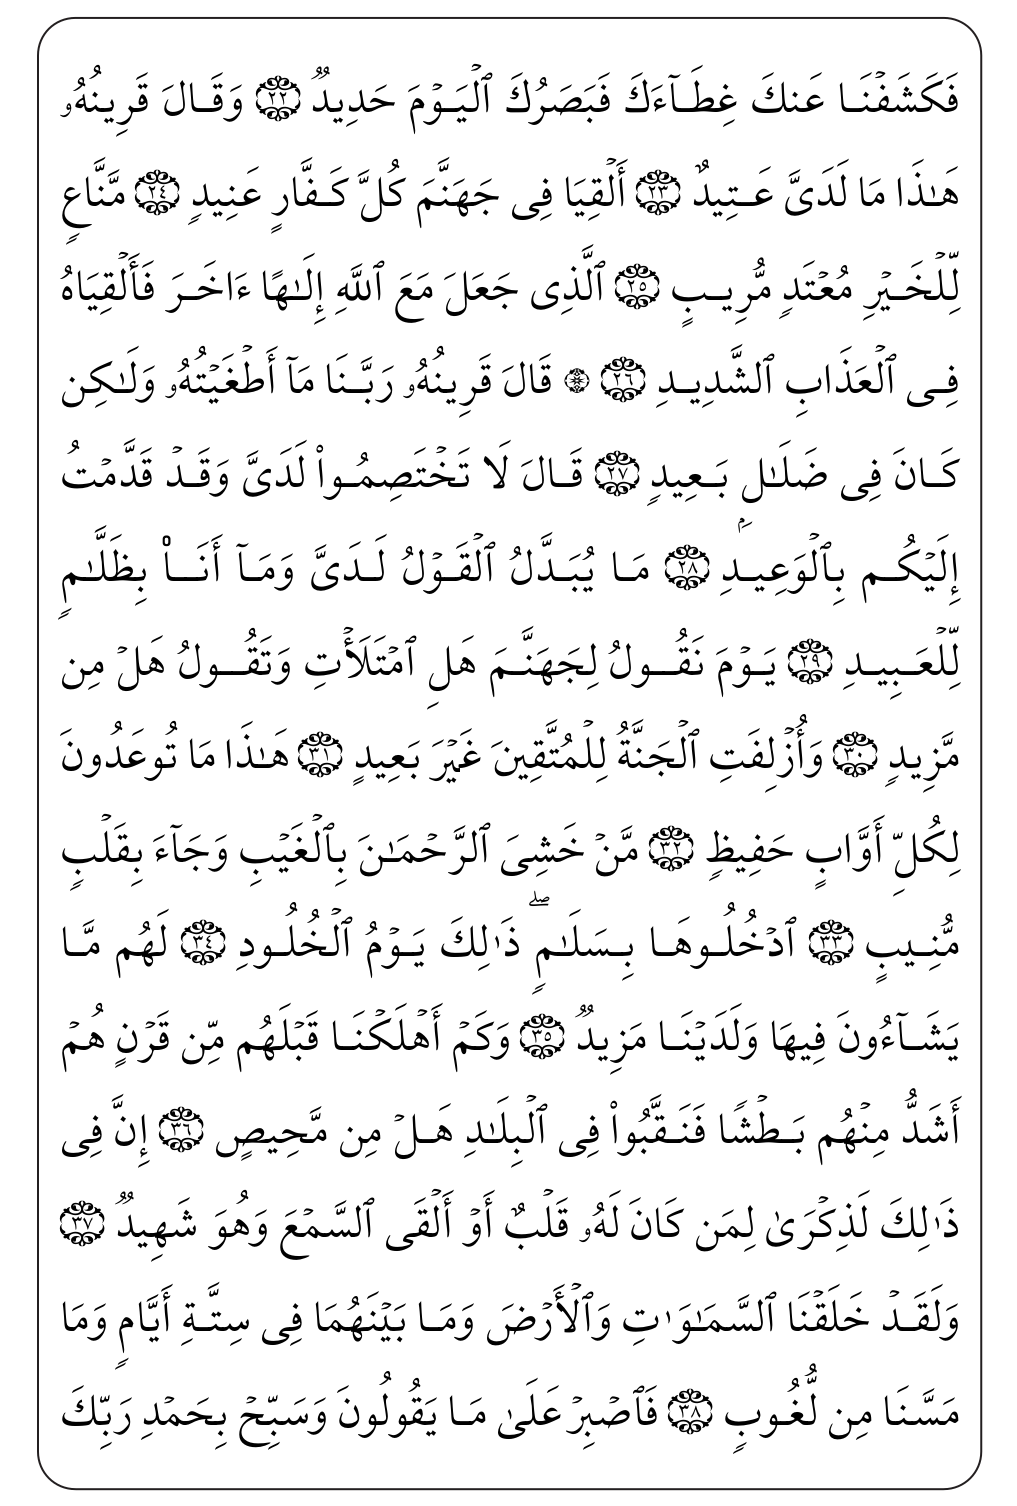 فَكَشَفْنَا عَنكَ غِطَآءَكَ فَبَصَرُكَ ٱلْيَوْمَ حَدِيدٌ ٢٢ وَقَالَ قَرِينُهُۥ
هَـٰذَا مَا لَدَىَّ عَتِيدٌ ٢٣ أَلْقِيَا فِى جَهَنَّمَ كُلَّ كَفَّارٍ عَنِيدٍ ٢٤ مَّنَّاعٍ
لِّلْخَيْرِ مُعْتَدٍ مُّرِيبٍ ٢٥ ٱلَّذِى جَعَلَ مَعَ ٱللَّهِ إِلَـٰهًا ءَاخَرَ فَأَلْقِيَاهُ
فِى ٱلْعَذَابِ ٱلشَّدِيدِ ٢٦ ۞ قَالَ قَرِينُهُۥ رَبَّنَا مَآ أَطْغَيْتُهُۥ وَلَـٰكِن
كَانَ فِى ضَلَـٰلٍ بَعِيدٍ ٢٧ قَالَ لَا تَخْتَصِمُوا۟ لَدَىَّ وَقَدْ قَدَّمْتُ
إِلَيْكُم بِٱلْوَعِيدِ ٢٨ مَا يُبَدَّلُ ٱلْقَوْلُ لَدَىَّ وَمَآ أَنَا۠ بِظَلَّـٰمٍ
لِّلْعَبِيدِ ٢٩ يَوْمَ نَقُولُ لِجَهَنَّمَ هَلِ ٱمْتَلَأْتِ وَتَقُولُ هَلْ مِن
مَّزِيدٍ ٣٠ وَأُزْلِفَتِ ٱلْجَنَّةُ لِلْمُتَّقِينَ غَيْرَ بَعِيدٍ ٣١ هَـٰذَا مَا تُوعَدُونَ
لِكُلِّ أَوَّابٍ حَفِيظٍ ٣٢ مَّنْ خَشِىَ ٱلرَّحْمَـٰنَ بِٱلْغَيْبِ وَجَآءَ بِقَلْبٍ
مُّنِيبٍ ٣٣ ٱدْخُلُوهَا بِسَلَـٰمٍ ۖ ذَٰلِكَ يَوْمُ ٱلْخُلُودِ ٣٤ لَهُم مَّا
يَشَآءُونَ فِيهَا وَلَدَيْنَا مَزِيدٌ ٣٥ وَكَمْ أَهْلَكْنَا قَبْلَهُم مِّن قَرْنٍ هُمْ
أَشَدُّ مِنْهُم بَطْشًا فَنَقَّبُوا۟ فِى ٱلْبِلَـٰدِ هَلْ مِن مَّحِيصٍ ٣٦ إِنَّ فِى
ذَٰلِكَ لَذِكْرَىٰ لِمَن كَانَ لَهُۥ قَلْبٌ أَوْ أَلْقَى ٱلسَّمْعَ وَهُوَ شَهِيدٌ ٣٧
وَلَقَدْ خَلَقْنَا ٱلسَّمَـٰوَٰتِ وَٱلْأَرْضَ وَمَا بَيْنَهُمَا فِى سِتَّةِ أَيَّامٍ وَمَا
مَسَّنَا مِن لُّغُوبٍ ٣٨ فَٱصْبِرْ عَلَىٰ مَا يَقُولُونَ وَسَبِّحْ بِحَمْدِ رَبِّكَ